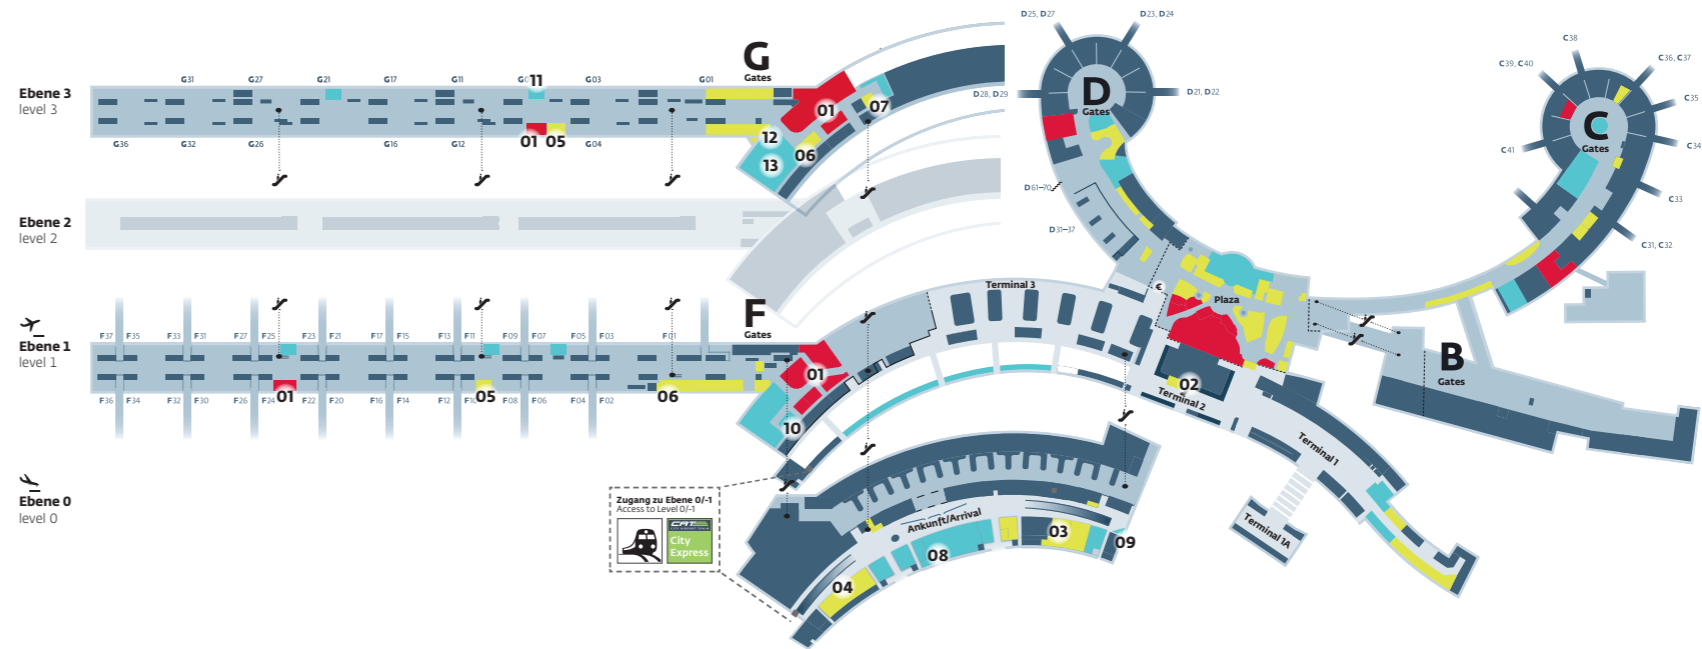 G
Gates
Ebene 3
level 3
G31
G27
G21
G17
G11
11
G03
G01
01
07
G36
G32
G26
G16
G12
01
05
G04
12
13
06
Ebene 2
level 2
F
Gates
Ebene 1
level 1
F37
F35
F33
F31
F27
F25
F23
F21
F17
F15
F13
F11
F09
F07
F05
F03
F01
01
F36
F34
F32
F30
F26
F24
01
F22
F20
F16
F14
F12
05
F08
F06
F04
F02
06
10
Ebene 0
level 0
Zugang zu Ebene 0/-1
Access to Level 0/-1
CAT
City
Express
Ankunft/Arrival
04
08
03
09
Terminal 3
€
Plaza
02
Terminal 2
Terminal 1
Terminal 1A
D25, D27
D23, D24
D28, D29
D21, D22
D
Gates
D61–70
D31–37
C38
C36, C37
C39, C40
C35
C
Gates
C41
C34
C33
C31, C32
B
Gates